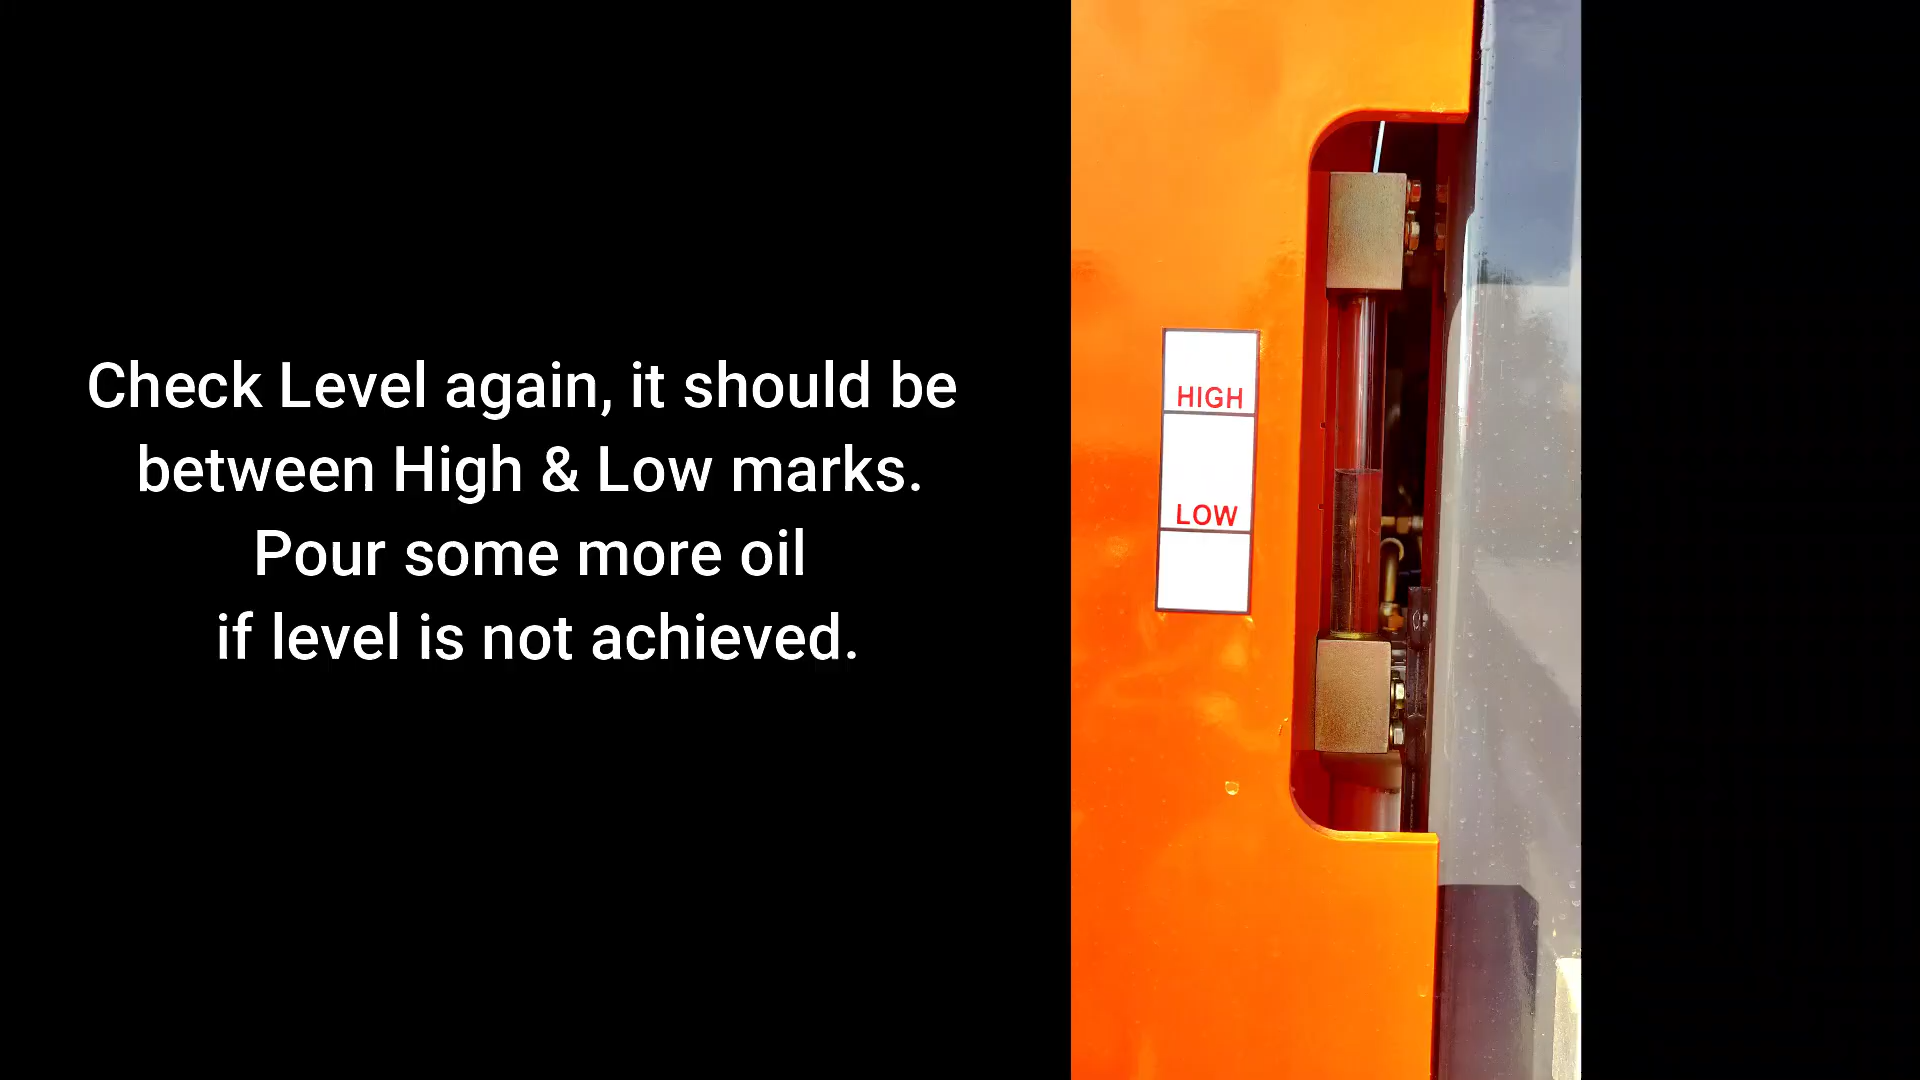 Check Level again, it should be
between High & Low marks.
Pour some more oil
if level is not achieved.
HIGH
LOW